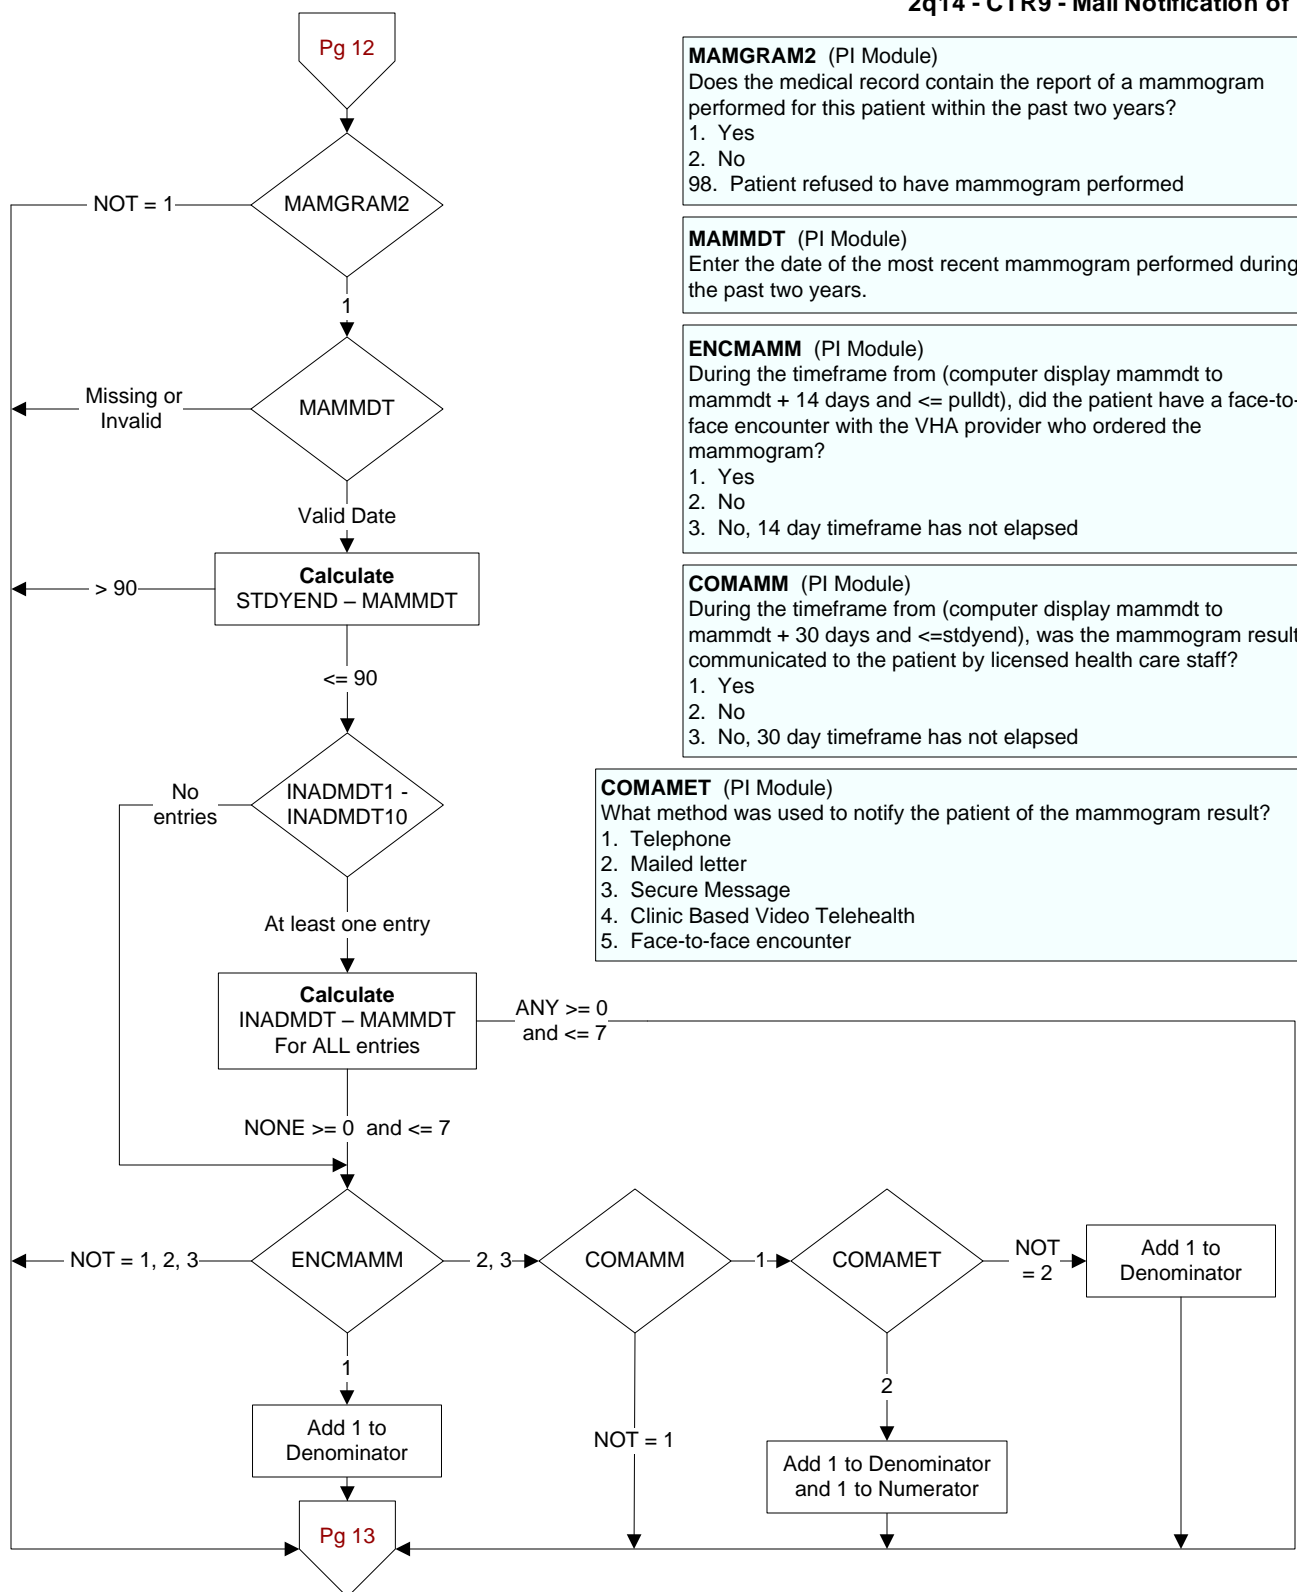 2q14 - CTR9 - Mail Notification of
Pg 12
MAMGRAM2 (PI Module)
Does the medical record contain the report of a mammogram
performed for this patient within the past two years?
1. Yes
2. No
98. Patient refused to have mammogram performed
NOT = 1
MAMGRAM2
1
MAMMDT (PI Module)
Enter the date of the most recent mammogram performed during
the past two years.
Missing or
Invalid
MAMMDT
Valid Date
ENCMAMM (PI Module)
During the timeframe from (computer display mammdt to
mammdt + 14 days and <= pulldt), did the patient have a face-to-
face encounter with the VHA provider who ordered the
mammogram?
1. Yes
2. No
3. No, 14 day timeframe has not elapsed
> 90
Calculate
STDYEND – MAMMDT
<= 90
COMAMM (PI Module)
During the timeframe from (computer display mammdt to
mammdt + 30 days and <=stdyend), was the mammogram result
communicated to the patient by licensed health care staff?
1. Yes
2. No
3. No, 30 day timeframe has not elapsed
No
entries
INADMDT1 -
INADMDT10
At least one entry
COMAMET (PI Module)
What method was used to notify the patient of the mammogram result?
1. Telephone
2. Mailed letter
3. Secure Message
4. Clinic Based Video Telehealth
5. Face-to-face encounter
Calculate
INADMDT – MAMMDT
For ALL entries
ANY >= 0
and <= 7
NONE >= 0 and <= 7
NOT = 1, 2, 3
ENCMAMM
2, 3
COMAMM
1
COMAMET
NOT
= 2
Add 1 to
Denominator
1
2
Add 1 to
Denominator
NOT = 1
Add 1 to Denominator
and 1 to Numerator
Pg 13